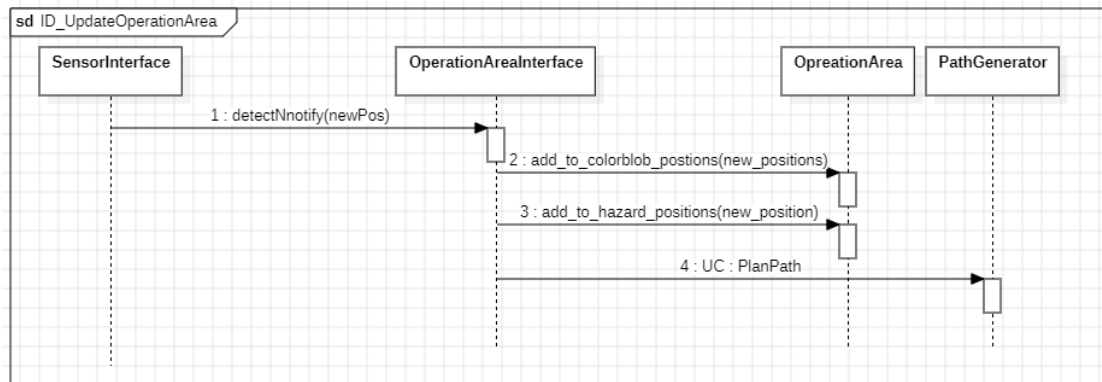 sd ID_UpdateOperationArea
SensorInterface
OperationAreaInterface
OpreationArea
PathGenerator
1 : detectNnotify(newPos)
2 : add_to_colorblob_postions(new_positions)
3 : add_to_hazard_positions(new_position)
4 : UC : PlanPath